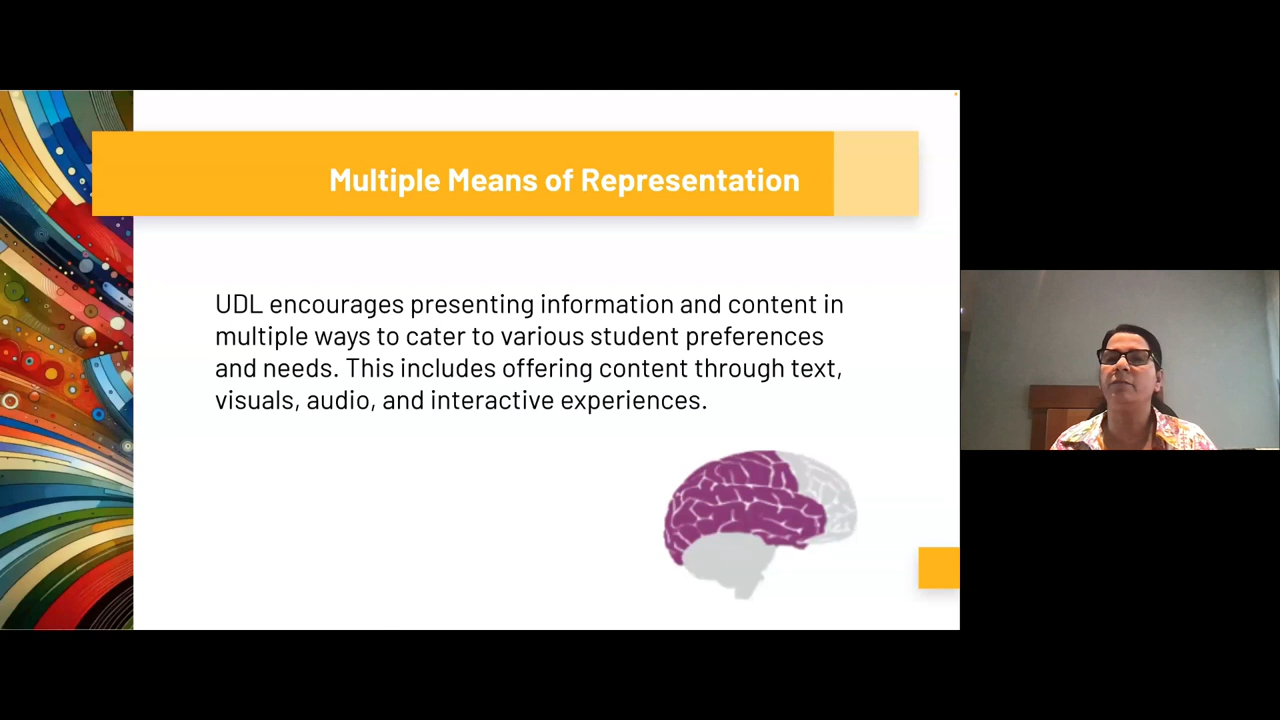 Multiple Means of Representation
UDL encourages presenting information and content in
multiple ways to cater to various student preferences
and needs. This includes offering content through text,
visuals, audio, and interactive experiences.